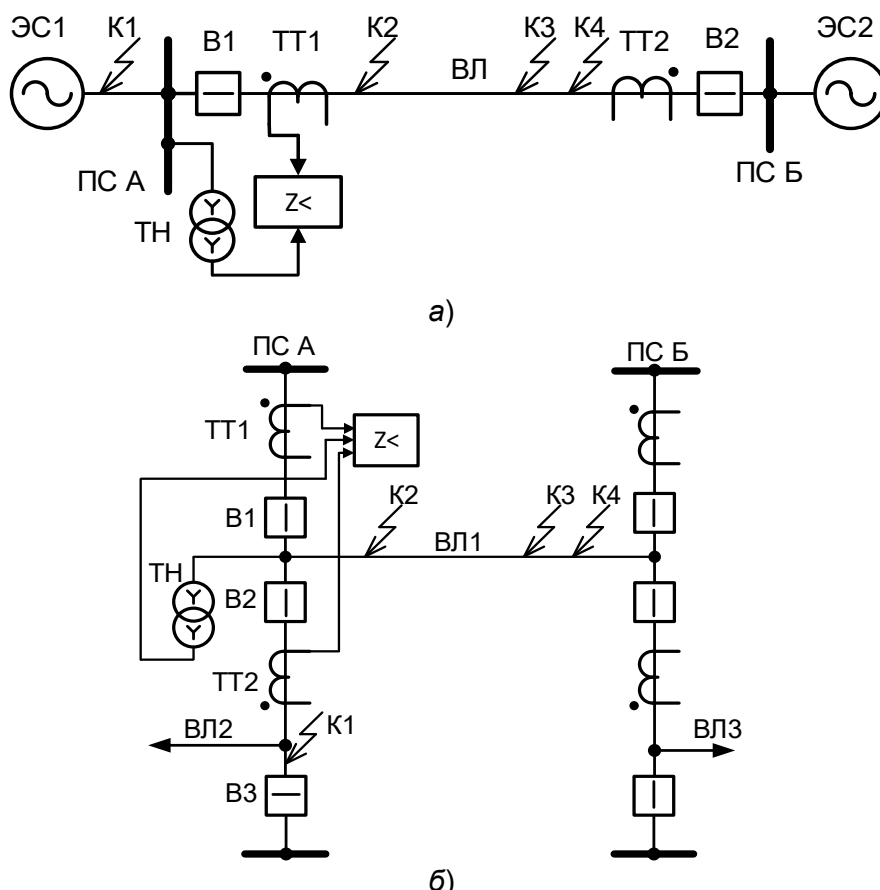 ЭС1 К1 В1 ТТ1 К2 ВЛ К3 К4 ТТ2 В2 ЭС2
ПС А Z< ПС Б
ТН
а)
ПС А ПС Б
ТТ1 Z<
В1 К2 ВЛ1 К3 К4
ТН В2
ТТ2
ВЛ2 К1 ВЛ3
В3
б)